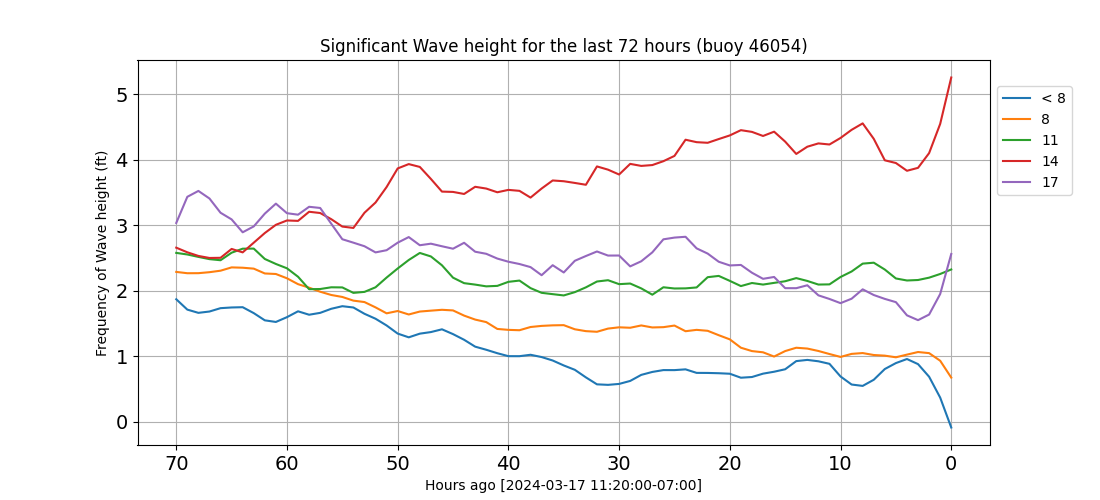 Significant Wave height for the last 72 hours (buoy 46054)
Frequency of Wave height (ft)
5
4
3
2
1
0
70 60 50 40 30 20 10 0
Hours ago [2024-03-17 11:20:00-07:00]
< 8
8
11
14
17